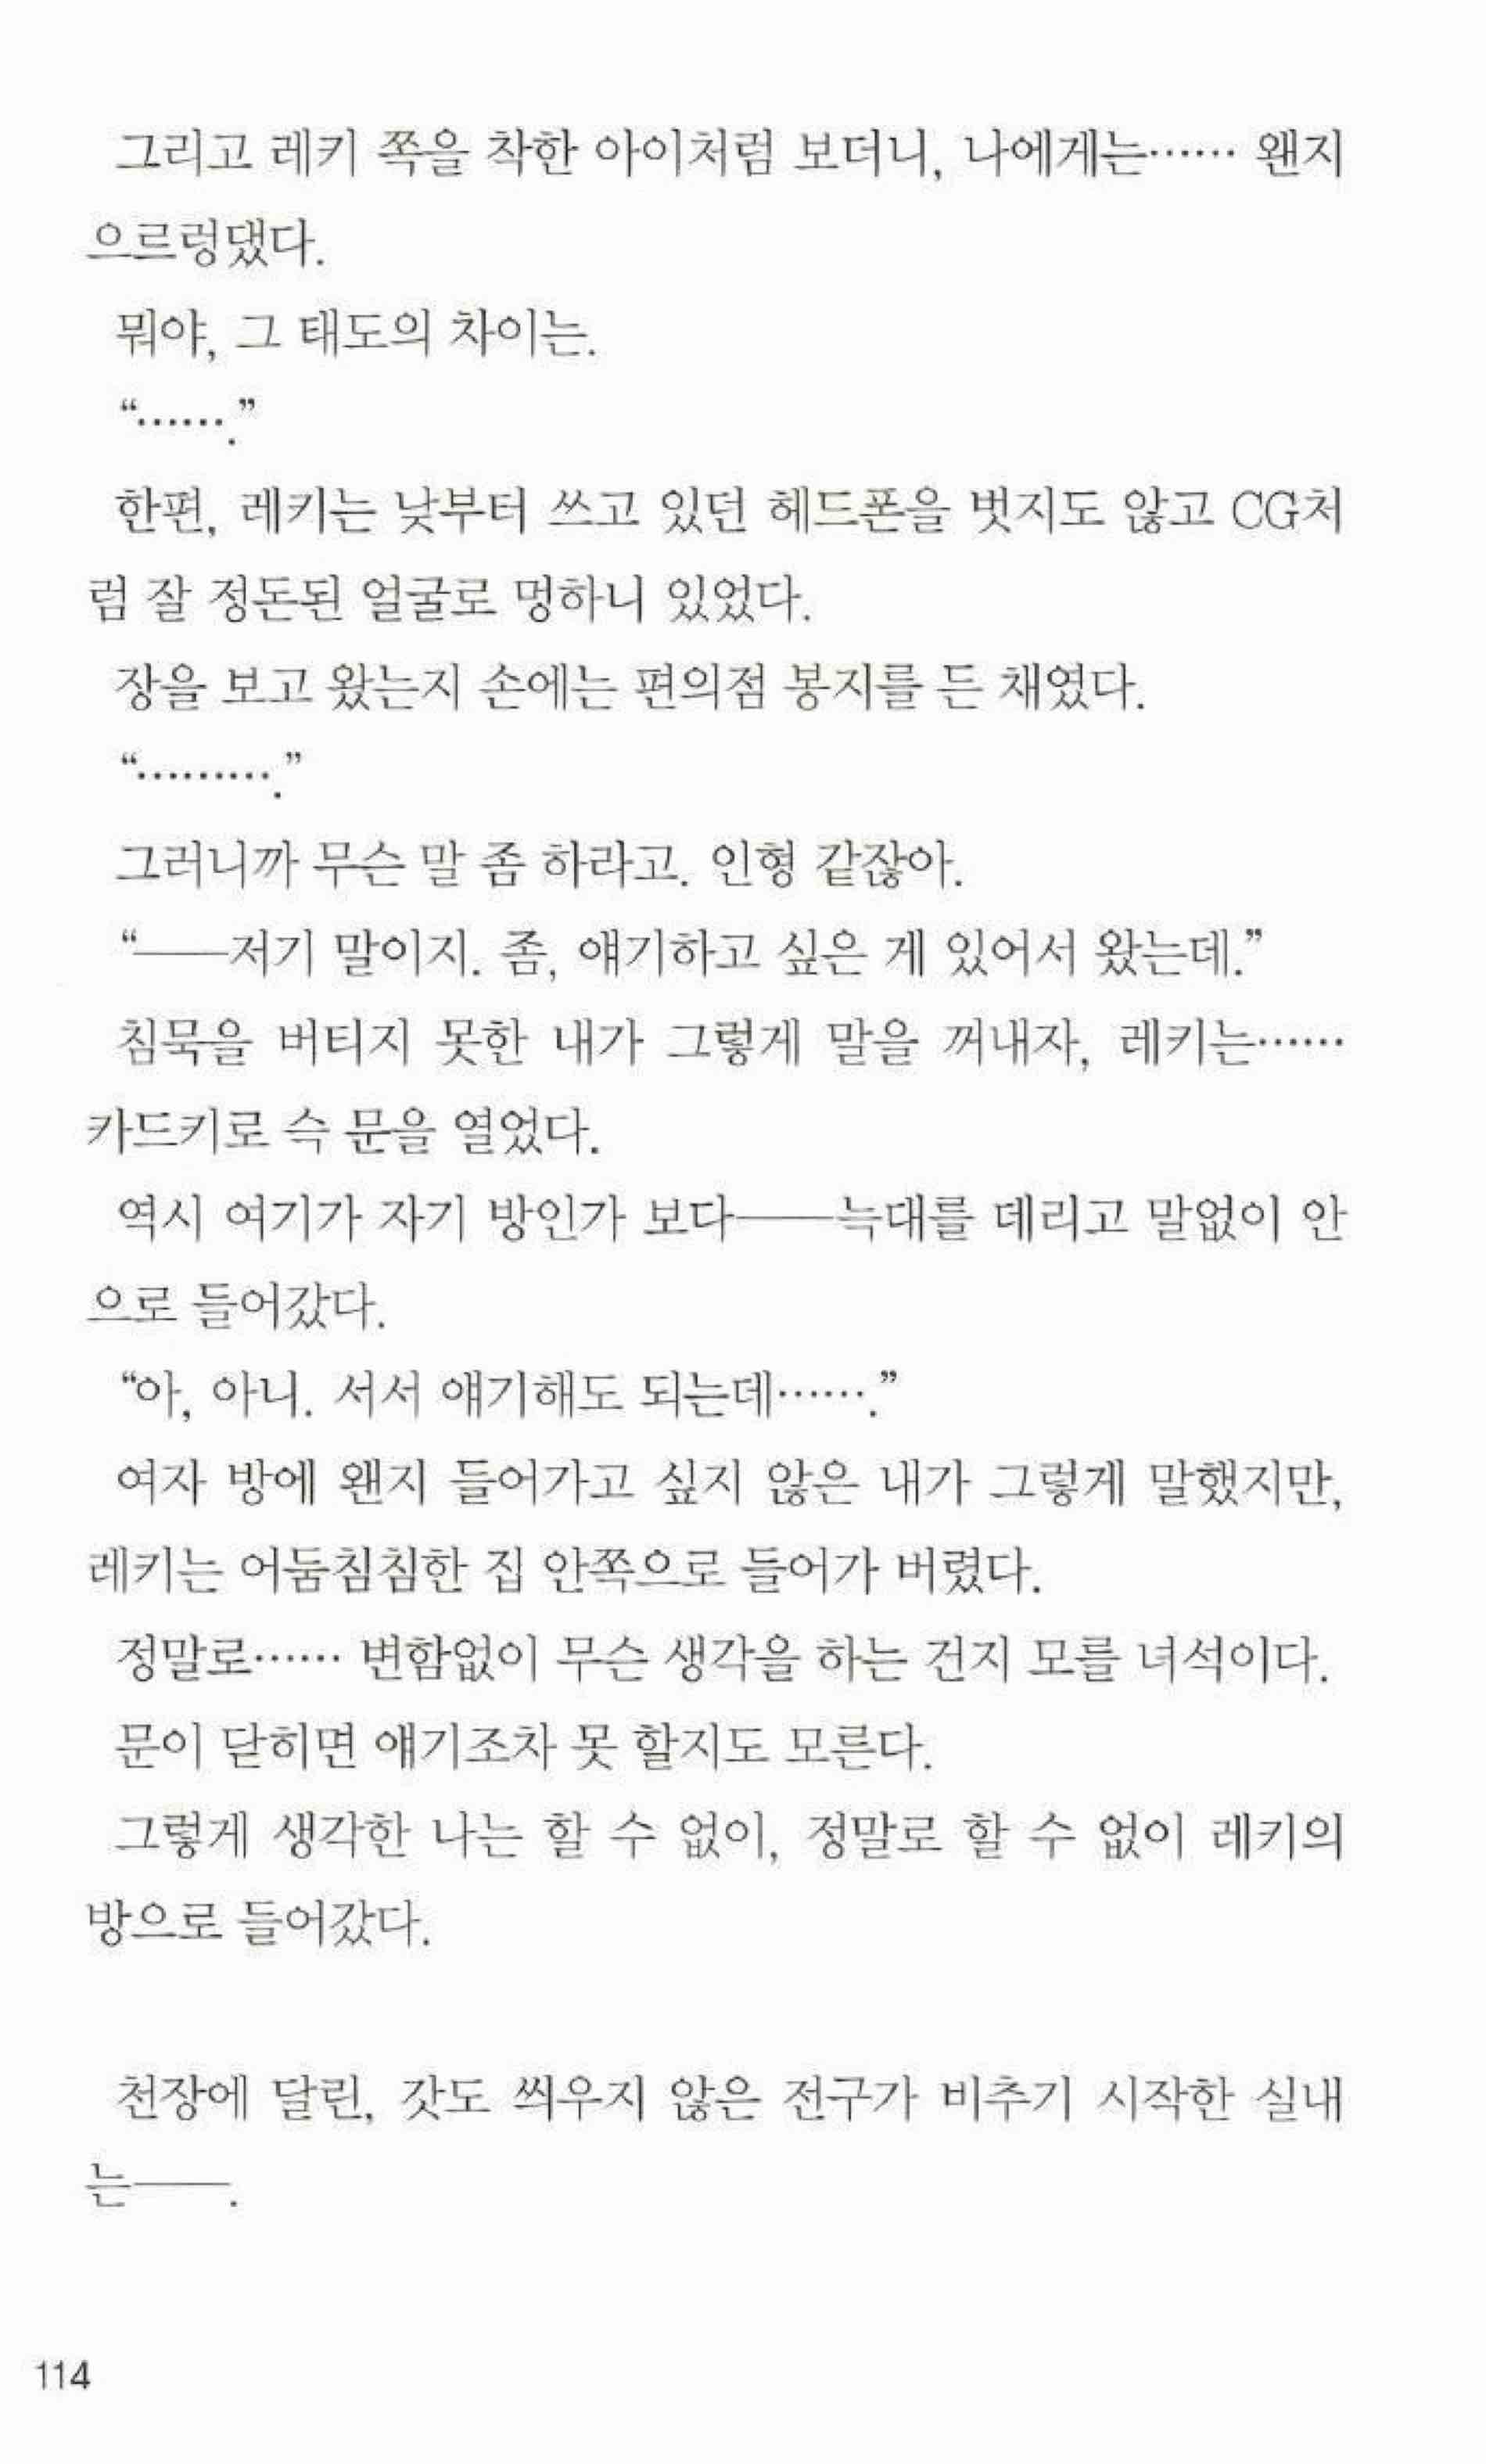 그리고 레키 쪽을 착한 아이처럼 보더니, 나에게는…… 왠지
으르렁댔다.
뭐야, 그 태도의 차이는.
“…….”
한편, 레키는 낮부터 쓰고 있던 헤드폰을 벗지도 않고 CG처
럼 잘 정돈된 얼굴로 멍하니 있었다.
장을 보고 왔는지 손에는 편의점 봉지를 든 채였다.
“……….”
그러니까 무슨 말 좀 하라고. 인형 같잖아.
“──저기 말이지. 좀, 얘기하고 싶은 게 있어서 왔는데.”
침묵을 버티지 못한 내가 그렇게 말을 꺼내자, 레키는……
카드키로 슥 문을 열었다.
역시 여기가 자기 방인가 보다──늑대를 데리고 말없이 안
으로 들어갔다.
“아, 아니. 서서 얘기해도 되는데…….”
여자 방에 왠지 들어가고 싶지 않은 내가 그렇게 말했지만,
레키는 어둠침침한 집 안쪽으로 들어가 버렸다.
정말로…… 변함없이 무슨 생각을 하는 건지 모를 녀석이다.
문이 닫히면 얘기조차 못 할지도 모른다.
그렇게 생각한 나는 할 수 없이, 정말로 할 수 없이 레키의
방으로 들어갔다.
천장에 달린, 갓도 씌우지 않은 전구가 비추기 시작한 실내
는──.
114